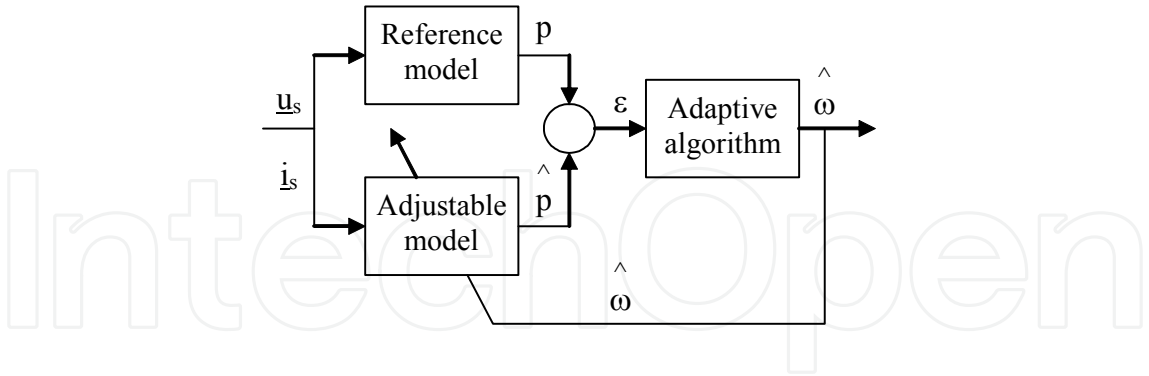 Reference
model
p
u̲s
i̲s
ε
Adaptive
algorithm
^
ω
Adjustable
model
^
p
^
ω
IntechOpen